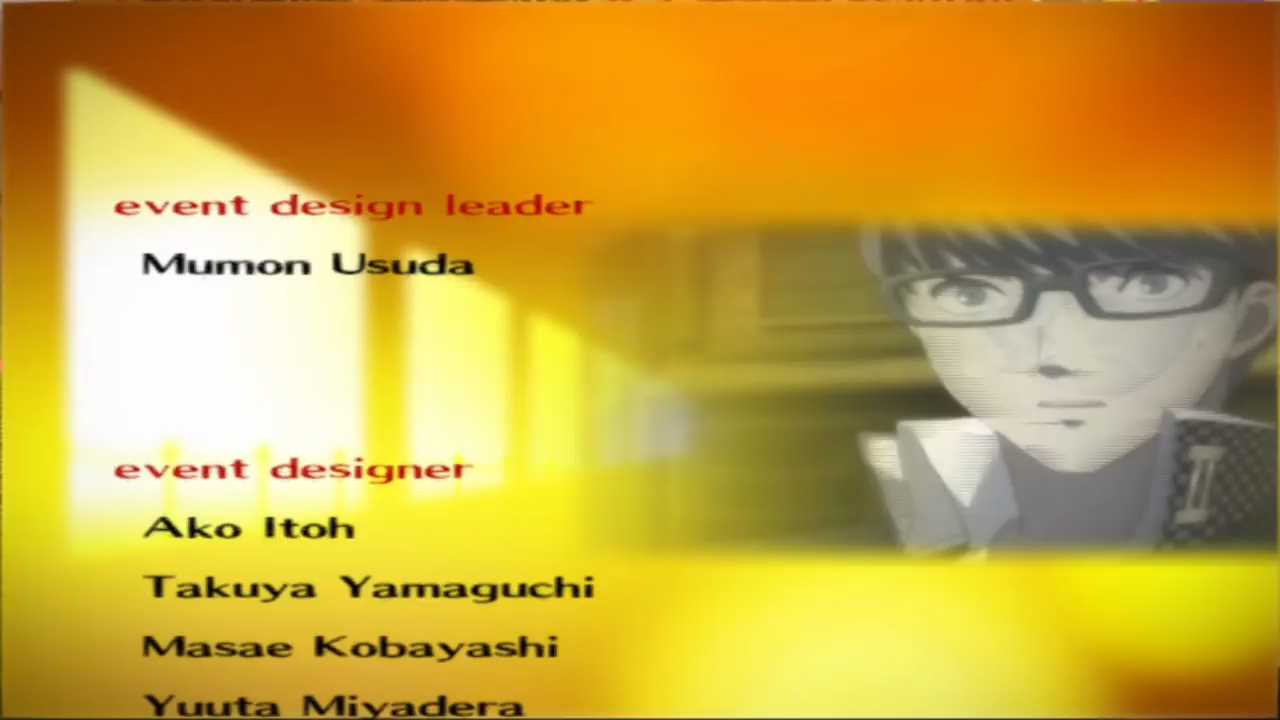 event design leader
Mumon Usuda
event designer
Ako Itoh
Takuya Yamaguchi
Masae Kobayashi
Yuuta Miyadera